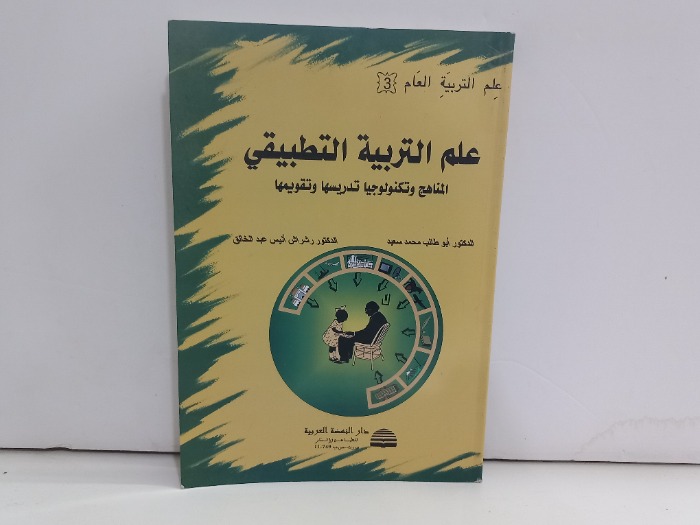 علم التربية العام {3}
علم التربية التطبيقي
المناهج وتكنولوجيا تدريسها وتقويمها
الدكتور أبو طالب محمد سعيد
الدكتور رشراش أنيس عبد الخالق
دار النهضة العربية